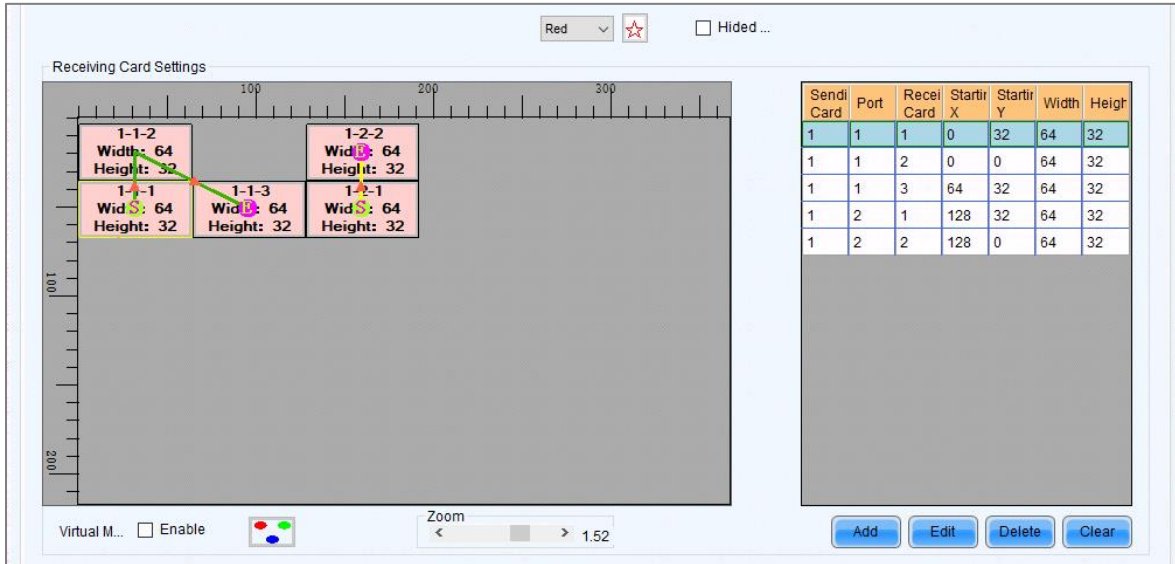 Red
Hided ...
Receiving Card Settings
100 200 300
1-1-2
Width: 64
Height: 32
1-2-2
Height: 32
1-1-3
1-2-1
S E S
Height: 32 Height: 32 Height: 32
100
200
Sendi Card Port Recei Card Startir X Startir Y Width Heigh
1 1 1 0 32 64 32
1 1 2 0 0 64 32
1 1 3 64 32 64 32
1 2 1 128 32 64 32
1 2 2 128 0 64 32
Virtual M... Enable
Zoom
1.52
Add Edit Delete Clear